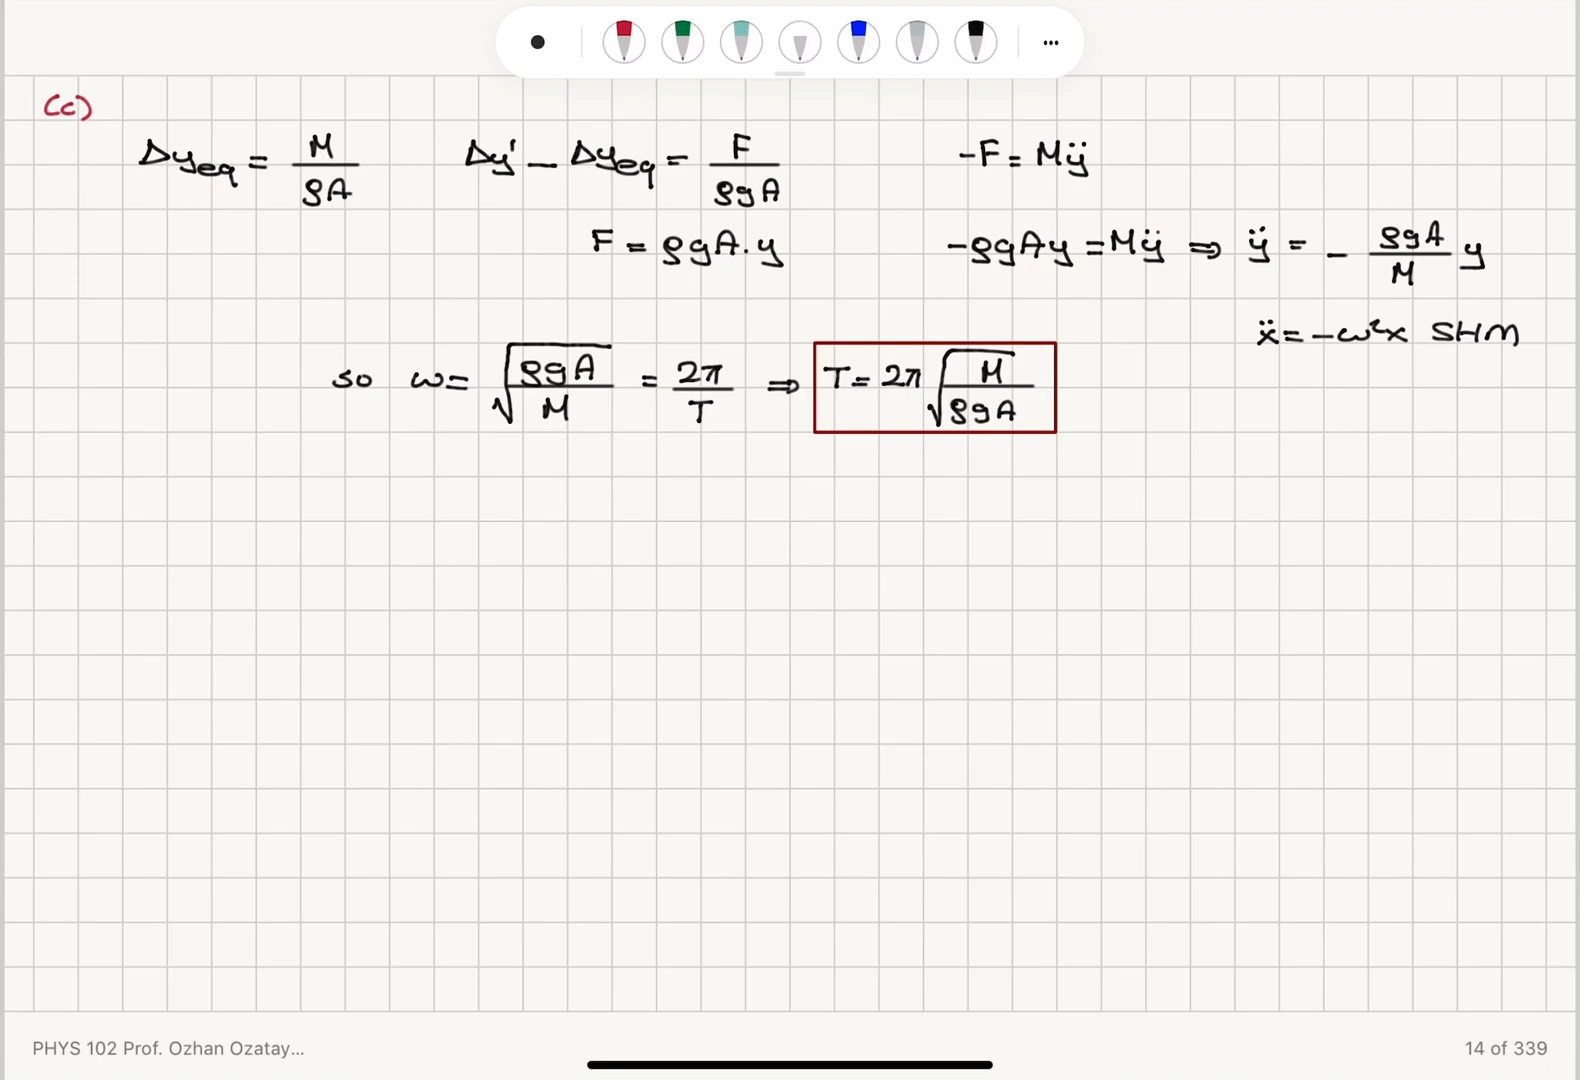 (c)
Δy_eq = M/ρA    Δy' - Δy_eq = F/ρgA    -F = Mÿ
F = ρgA.y    -ρgAy = Mÿ ⇒ ÿ = - ρgA/M y
ẍ = -ω²x SHM
so ω = √(ρgA/M) = 2π/T ⇒ T = 2π √(M/ρgA)
PHYS 102 Prof. Ozhan Ozatay...
14 of 339